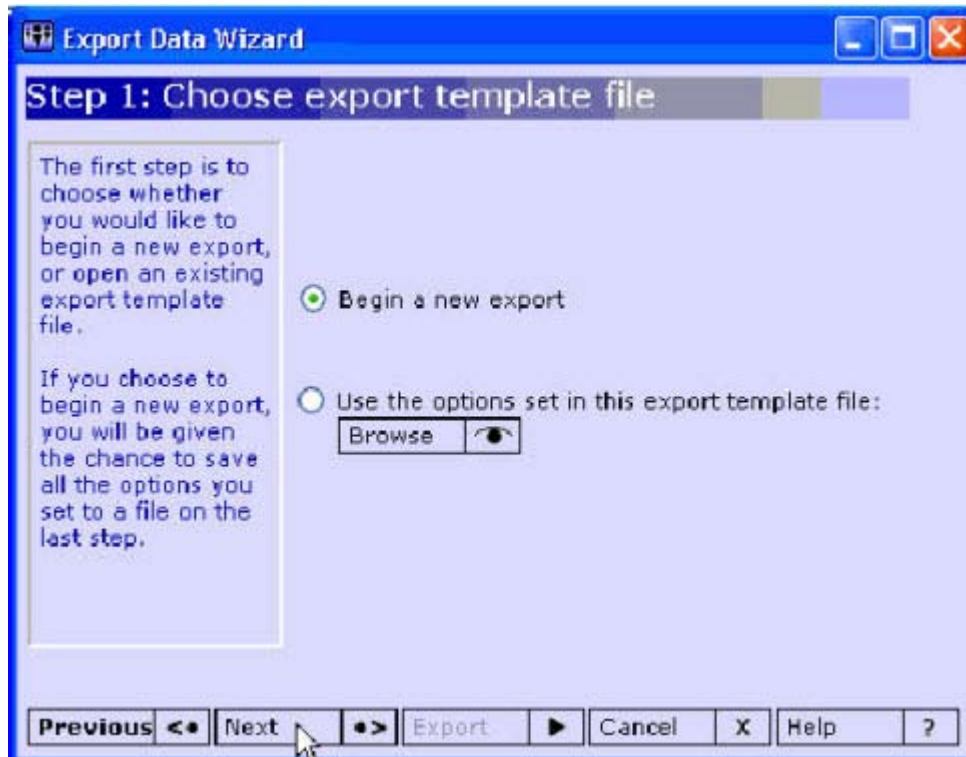 Export Data Wizard
Step 1: Choose export template file
The first step is to
choose whether
you would like to
begin a new export,
or open an existing
export template
file.
If you choose to
begin a new export,
you will be given
the chance to save
all the options you
set to a file on the
last step.
Begin a new export
Use the options set in this export template file:
Browse
Previous <• Next •> Export Cancel X Help ?